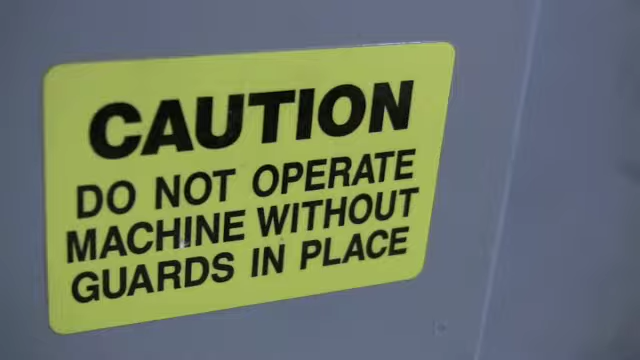 CAUTION
DO NOT OPERATE
MACHINE WITHOUT
GUARDS IN PLACE